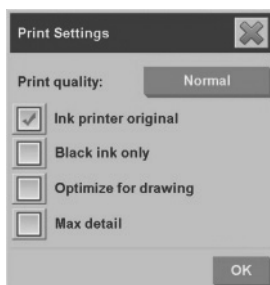 Print Settings
Print quality: Normal
Ink printer original
Black ink only
Optimize for drawing
Max detail
OK